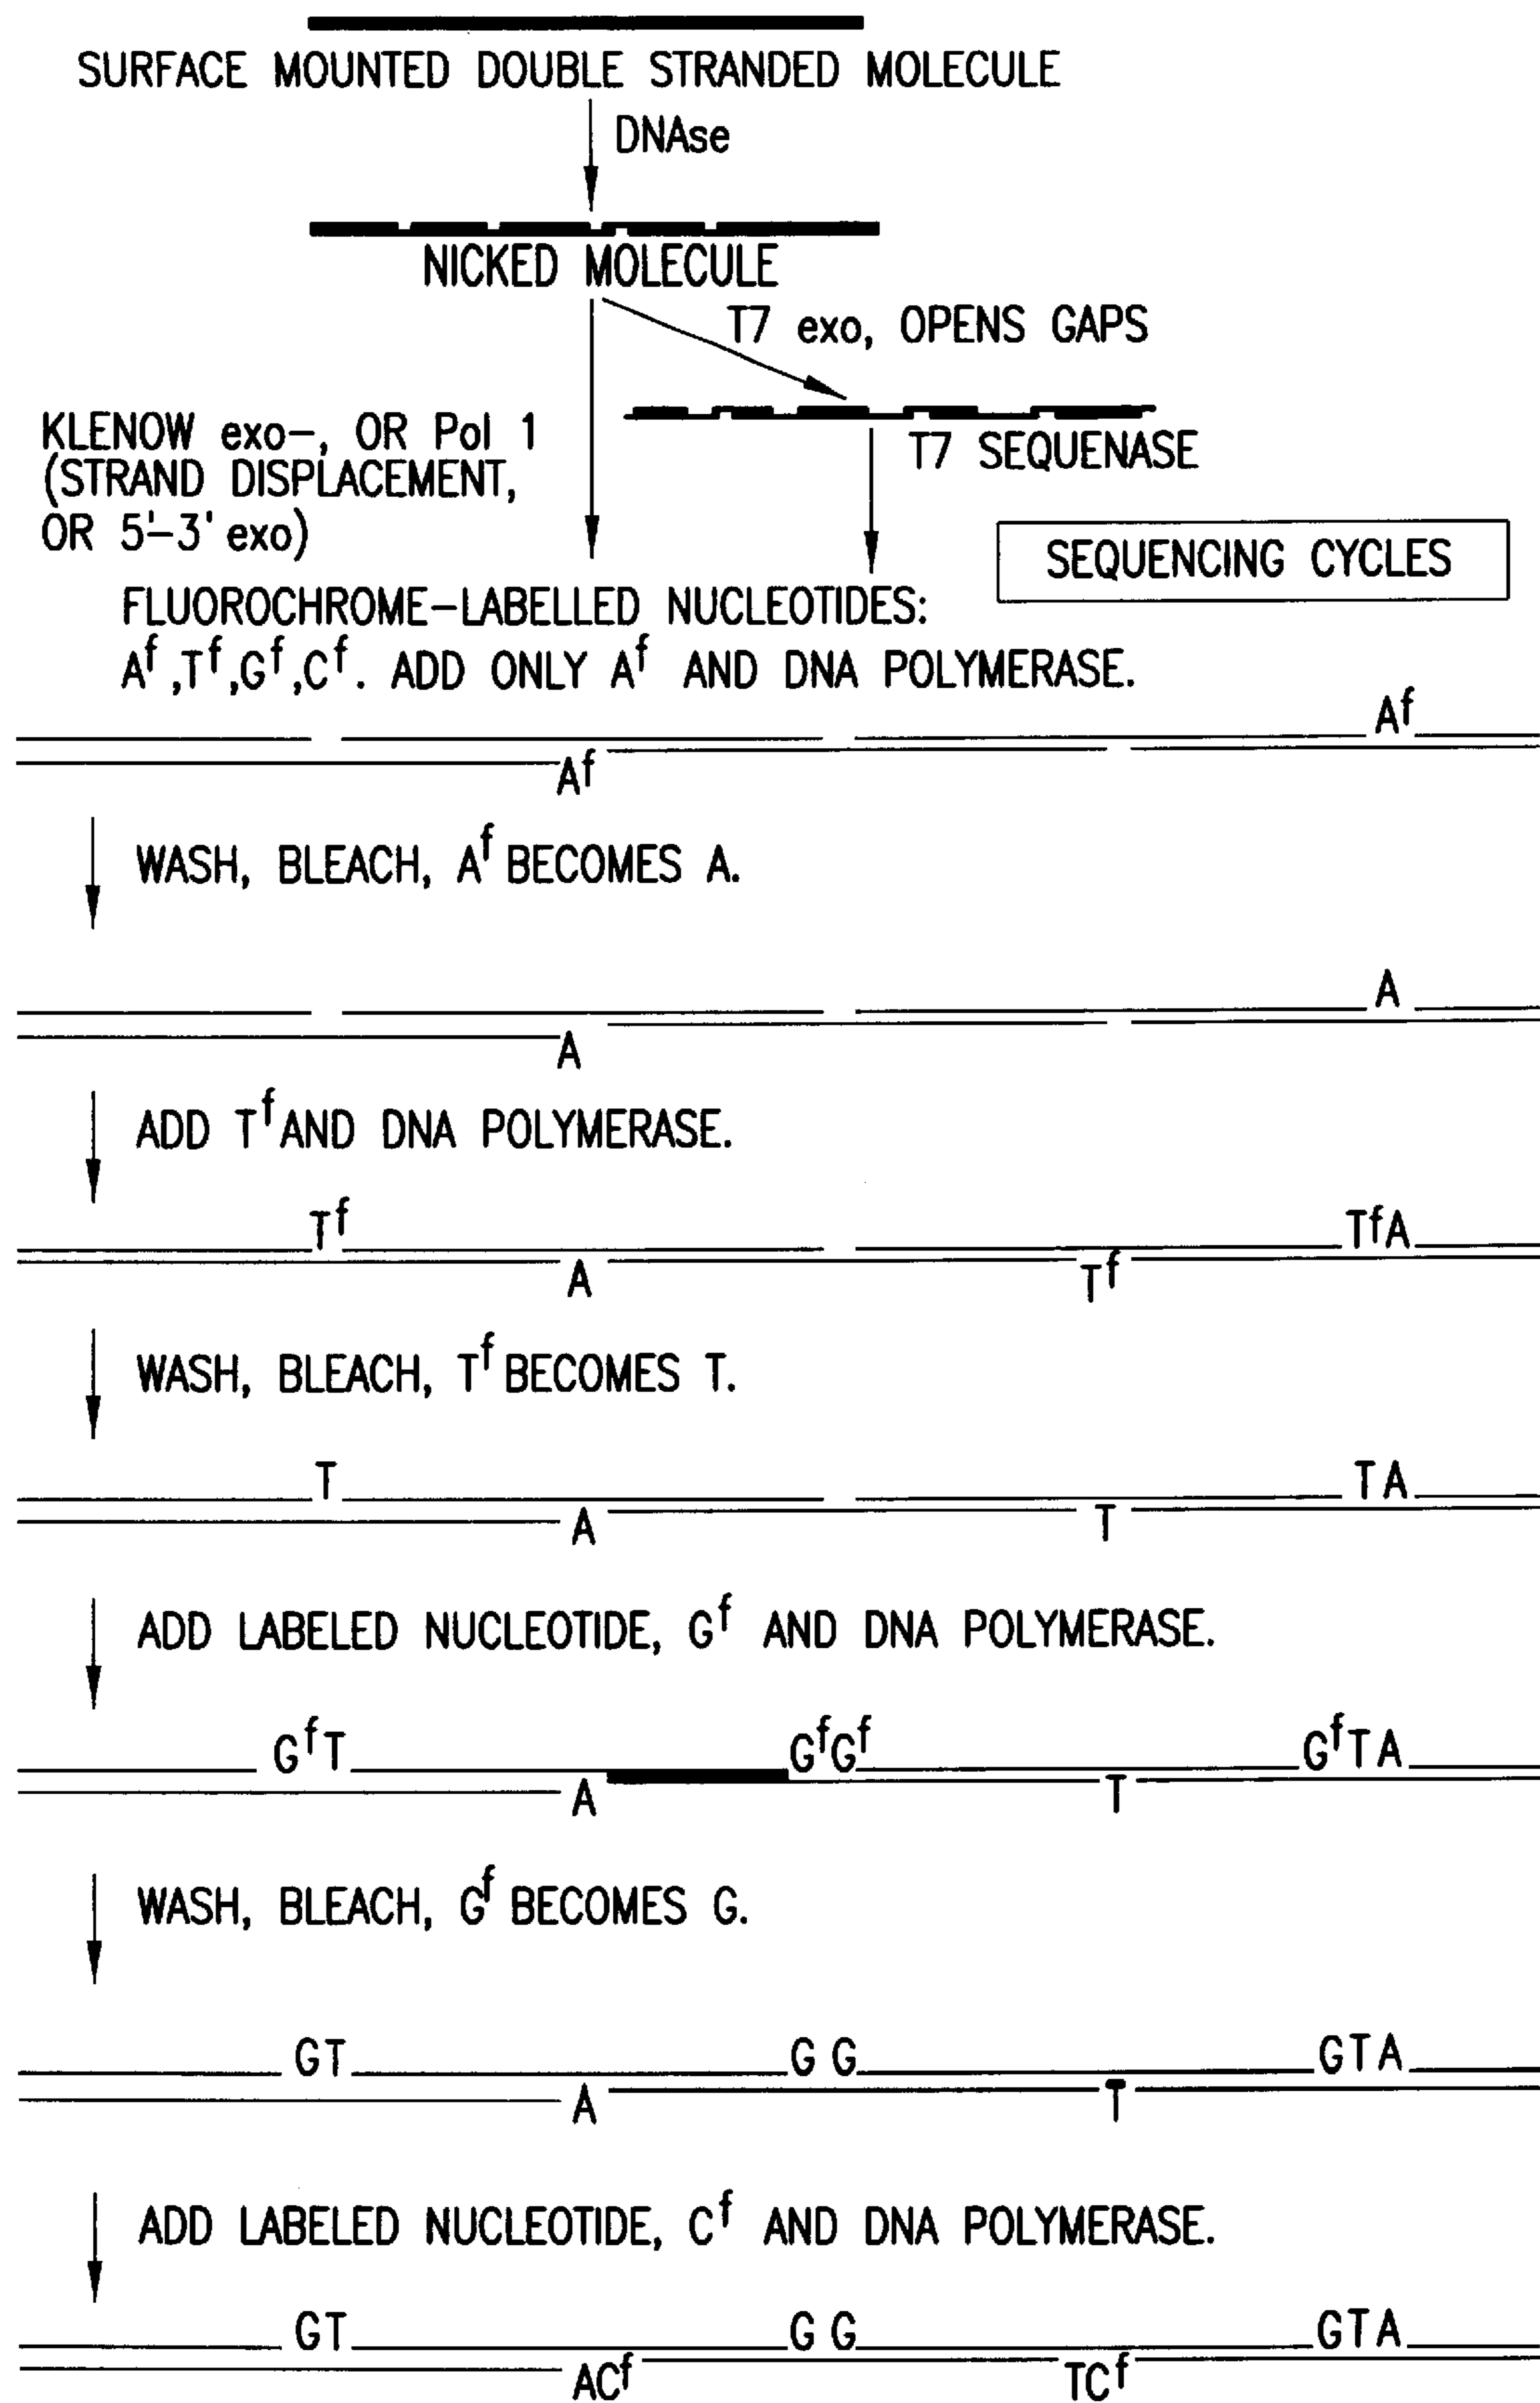 SURFACE MOUNTED DOUBLE STRANDED MOLECULE
DNAse
NICKED MOLECULE
T7 exo, OPENS GAPS
KLENOW exo-, OR Pol 1
(STRAND DISPLACEMENT,
OR 5'-3' exo)
T7 SEQUENASE
SEQUENCING CYCLES
FLUOROCHROME-LABELLED NUCLEOTIDES:
Af,Tf,Gf,Cf. ADD ONLY Af AND DNA POLYMERASE.
Af
Af
WASH, BLEACH, Af BECOMES A.
A
A
ADD Tf AND DNA POLYMERASE.
Tf TfA
A Tf
WASH, BLEACH, Tf BECOMES T.
T TA
A T
ADD LABELED NUCLEOTIDE, Gf AND DNA POLYMERASE.
GfT GfGf GfTA
A T
WASH, BLEACH, Gf BECOMES G.
GT G G GTA
A T
ADD LABELED NUCLEOTIDE, Cf AND DNA POLYMERASE.
GT G G GTA
ACf TCf